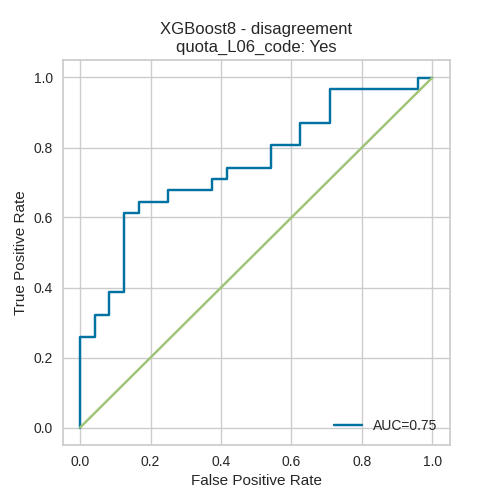 XGBoost8 - disagreement
quota_L06_code: Yes
1.0
0.8
0.6
0.4
0.2
0.0
True Positive Rate
AUC=0.75
0.0 0.2 0.4 0.6 0.8 1.0
False Positive Rate